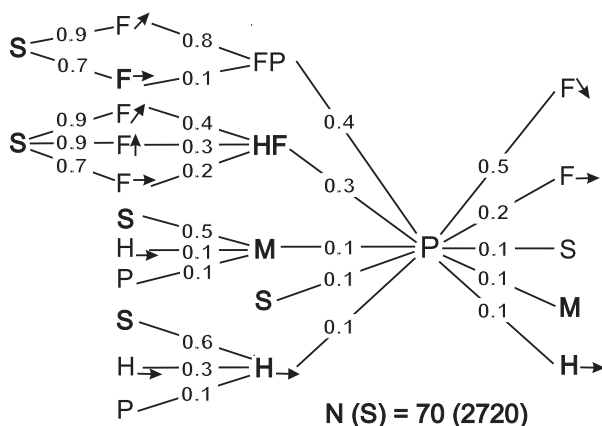 S 0.9 F↗ 0.8 FP
0.7 F→ 0.1
S 0.9 F↗ 0.4 HF
0.9 F↑ 0.3
0.7 F→ 0.2
S 0.5 M
H→ 0.1
P 0.1
S 0.6 H→
H→ 0.3
P 0.1
0.4
0.3
0.1
S 0.1
0.1
P
0.5 F↘
0.2 F→
0.1 S
0.1 M
0.1 H→
N (S) = 70 (2720)